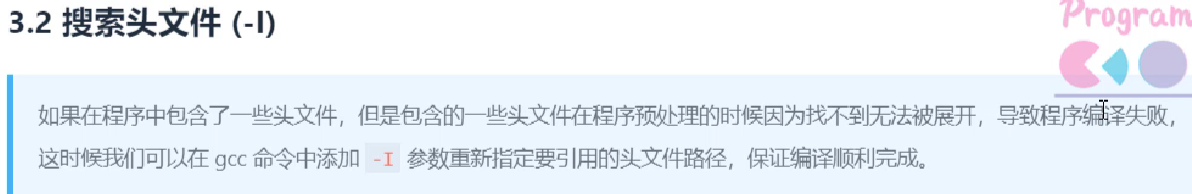 3.2 搜索头文件 (-I)
Program
如果在程序中包含了一些头文件，但是包含的一些头文件在程序预处理的时候因为找不到无法被展开，导致程序编译失败，
这时候我们可以在 gcc 命令中添加 -I 参数重新指定要引用的头文件路径，保证编译顺利完成。